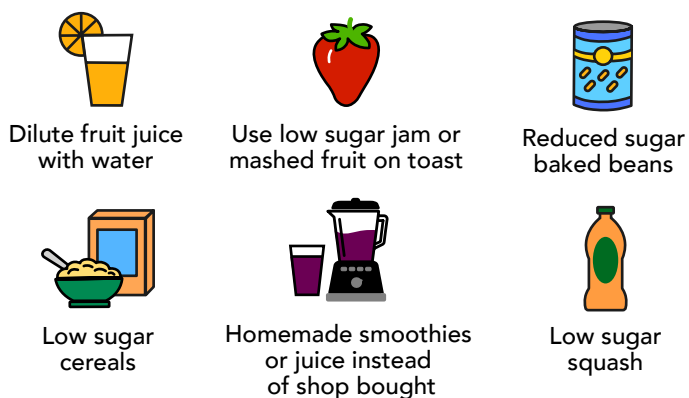 Dilute fruit juice
with water
Use low sugar jam or
mashed fruit on toast
Reduced sugar
baked beans
Low sugar
cereals
Homemade smoothies
or juice instead
of shop bought
Low sugar
squash